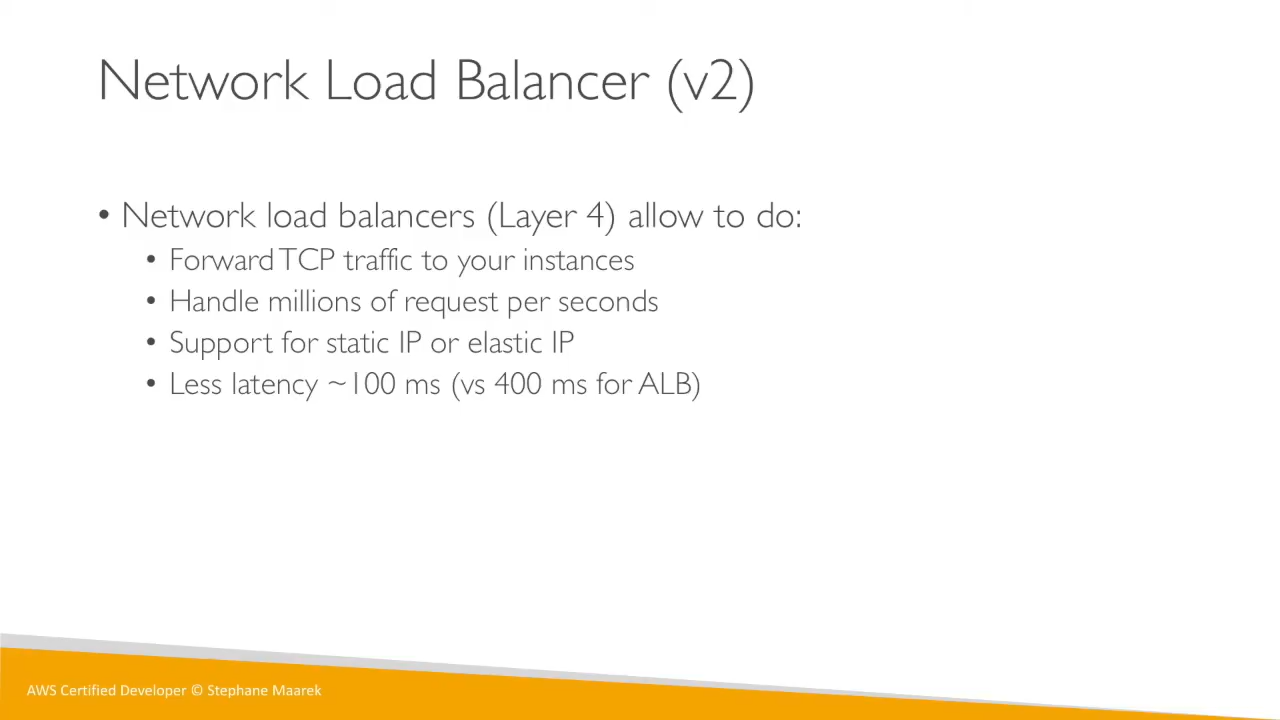 Network Load Balancer (v2)
• Network load balancers (Layer 4) allow to do:
• Forward TCP traffic to your instances
• Handle millions of request per seconds
• Support for static IP or elastic IP
• Less latency ~100 ms (vs 400 ms for ALB)
AWS Certified Developer © Stephane Maarek